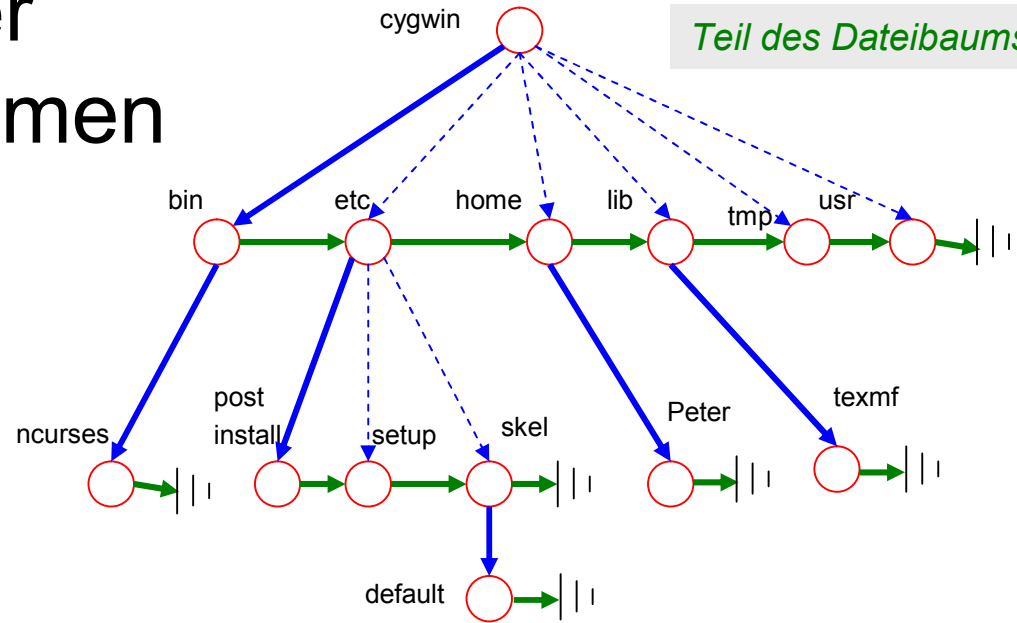 er
men
cygwin
Teil des Dateibaums
bin
etc
home
lib
tmp
usr
ncurses
post
install
setup
skel
Peter
texmf
default